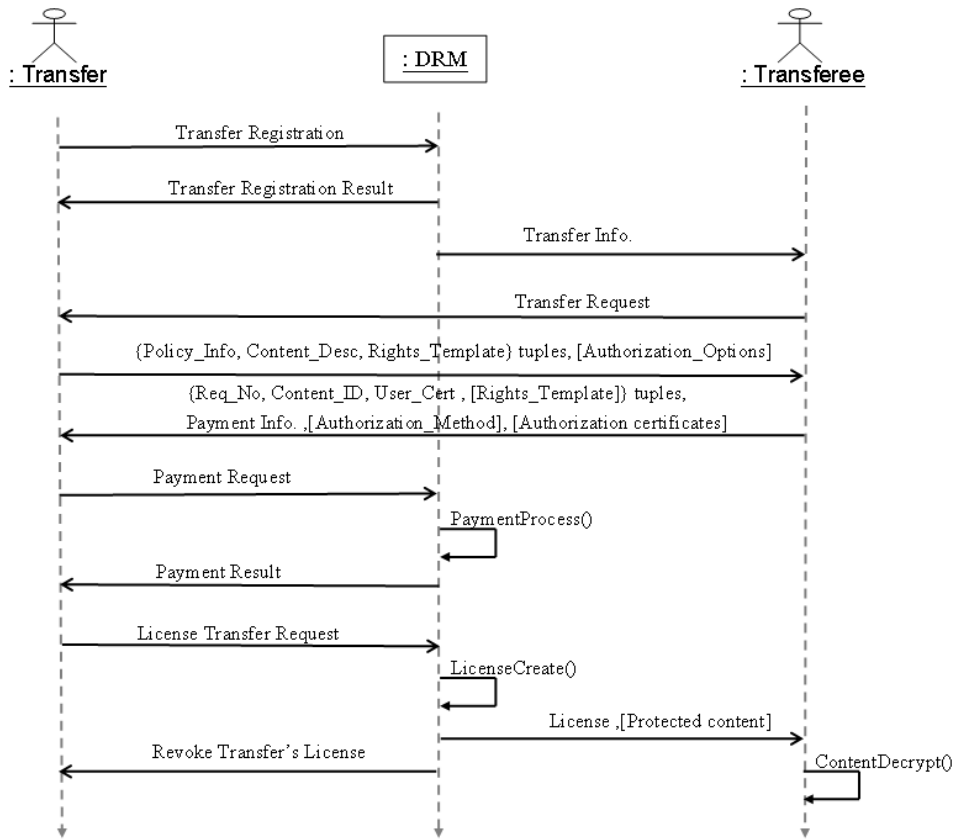 : Transfer
: DRM
: Transferee
Transfer Registration
Transfer Registration Result
Transfer Info.
Transfer Request
{Policy_Info, Content_Desc, Rights_Template} tuples, [Authorization_Options]
{Req_No, Content_ID, User_Cert , [Rights_Template]} tuples,
Payment Info. ,[Authorization_Method], [Authorization certificates]
Payment Request
PaymentProcess()
Payment Result
License Transfer Request
LicenseCreate()
License ,[Protected content]
Revoke Transfer's License
ContentDecrypt()